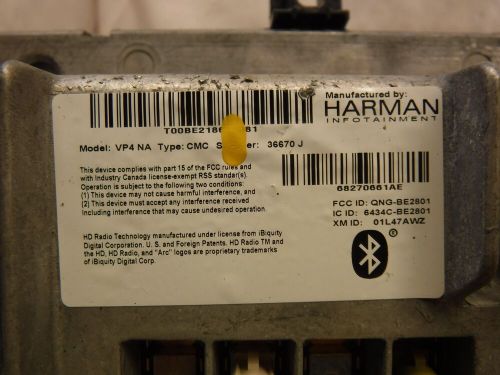 Manufactured by:
HARMAN
INFOTAINMENT
Model: VP4 NA Type: CMC 36670 J
68270661AE
This device complies with part 15 of the FCC rules and
with Industry Canada license-exempt RSS standar(s).
Operation is subject to the following two conditions:
(1) This device may not cause harmful interference, and
(2) This device must accept any interference received
Including interference that may cause undesired operation.
FCC ID: QNG-BE2801
IC ID: 6434C-BE2801
XM ID: 01L47AWZ
HD Radio Technology manufactured under license from iBiquity
Digital Corporation. U. S. and Foreign Patents. HD Radio TM and
the HD, HD Radio, and "Arc" logos are proprietary trademarks
of iBiquity Digital Corp.
®